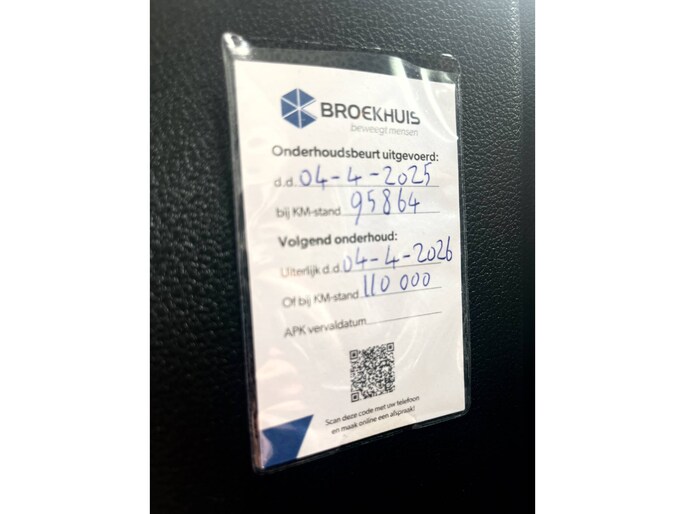 BROEKHUIS
beweegt mensen
Onderhoudsbeurt uitgevoerd:
d.d. 04-4-2025
bij KM-stand 95864
Volgend onderhoud:
Uiterlijk d.d. 04-4-2026
Of bij KM-stand 110 000
APK vervaldatum
Scan deze code met uw telefoon
en maak online een afspraak!